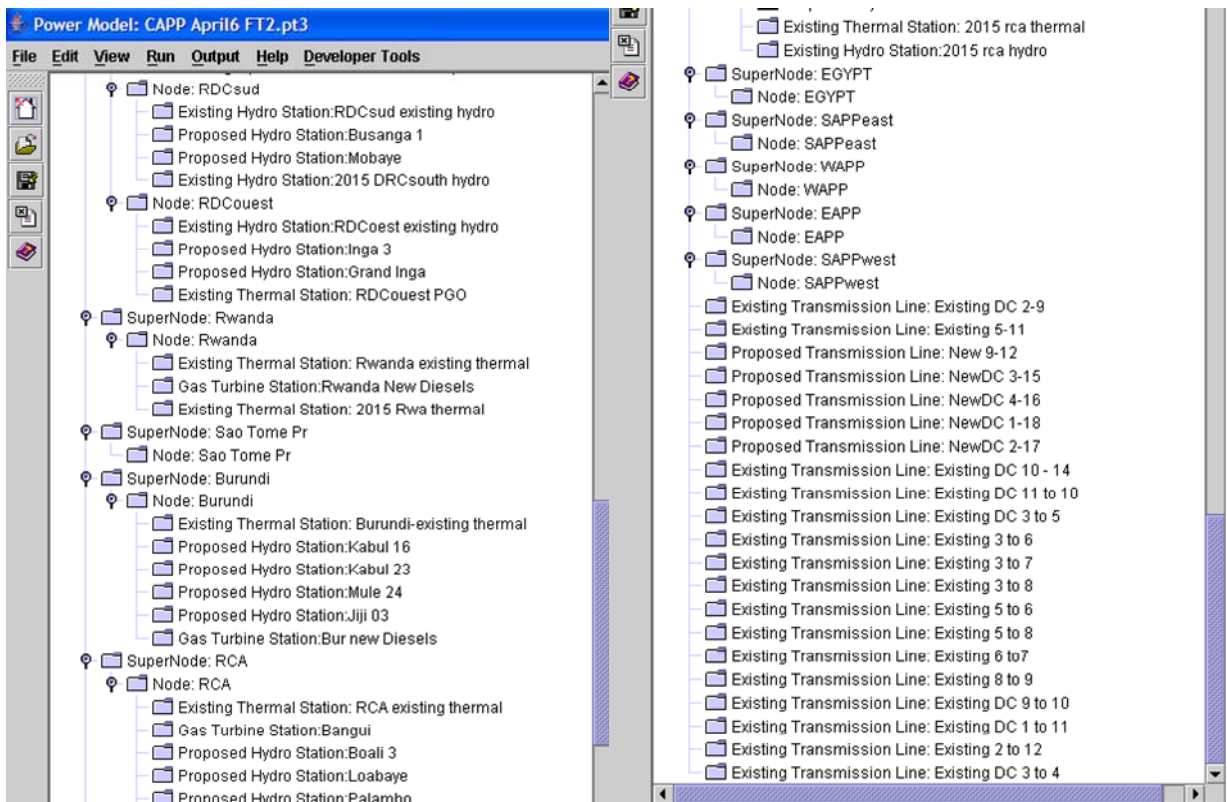 Power Model: CAPP April6 FT2.pt3
File Edit View Run Output Help Developer Tools
Node: RDCsud
Existing Hydro Station:RDCsud existing hydro
Proposed Hydro Station:Busanga 1
Proposed Hydro Station:Mobaye
Existing Hydro Station:2015 DRCsouth hydro
Node: RDCouest
Existing Hydro Station:RDCoest existing hydro
Proposed Hydro Station:Inga 3
Proposed Hydro Station:Grand Inga
Existing Thermal Station: RDCouest PGO
SuperNode: Rwanda
Node: Rwanda
Existing Thermal Station: Rwanda existing thermal
Gas Turbine Station:Rwanda New Diesels
Existing Thermal Station: 2015 Rwa thermal
SuperNode: Sao Tome Pr
Node: Sao Tome Pr
SuperNode: Burundi
Node: Burundi
Existing Thermal Station: Burundi-existing thermal
Proposed Hydro Station:Kabul 16
Proposed Hydro Station:Kabul 23
Proposed Hydro Station:Mule 24
Proposed Hydro Station:Jiji 03
Gas Turbine Station:Bur new Diesels
SuperNode: RCA
Node: RCA
Existing Thermal Station: RCA existing thermal
Gas Turbine Station:Bangui
Proposed Hydro Station:Boali 3
Proposed Hydro Station:Loabaye
Proposed Hydro Station:Palambo
Existing Thermal Station: 2015 rca thermal
Existing Hydro Station:2015 rca hydro
SuperNode: EGYPT
Node: EGYPT
SuperNode: SAPPeast
Node: SAPPeast
SuperNode: WAPP
Node: WAPP
SuperNode: EAPP
Node: EAPP
SuperNode: SAPPwest
Node: SAPPwest
Existing Transmission Line: Existing DC 2-9
Existing Transmission Line: Existing 5-11
Proposed Transmission Line: New 9-12
Proposed Transmission Line: NewDC 3-15
Proposed Transmission Line: NewDC 4-16
Proposed Transmission Line: NewDC 1-18
Proposed Transmission Line: NewDC 2-17
Existing Transmission Line: Existing DC 10 - 14
Existing Transmission Line: Existing DC 11 to 10
Existing Transmission Line: Existing DC 3 to 5
Existing Transmission Line: Existing 3 to 6
Existing Transmission Line: Existing 3 to 7
Existing Transmission Line: Existing 3 to 8
Existing Transmission Line: Existing 5 to 6
Existing Transmission Line: Existing 5 to 8
Existing Transmission Line: Existing 6 to7
Existing Transmission Line: Existing 8 to 9
Existing Transmission Line: Existing DC 9 to 10
Existing Transmission Line: Existing DC 1 to 11
Existing Transmission Line: Existing 2 to 12
Existing Transmission Line: Existing DC 3 to 4